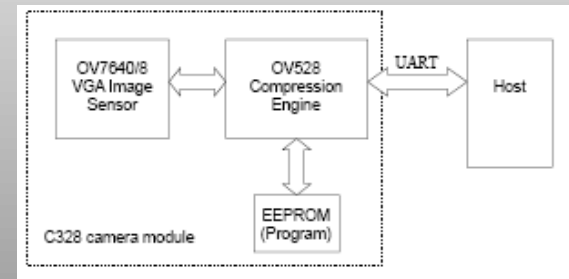 OV7640/8
VGA Image
Sensor
OV528
Compression
Engine
UART
Host
EEPROM
(Program)
C328 camera module